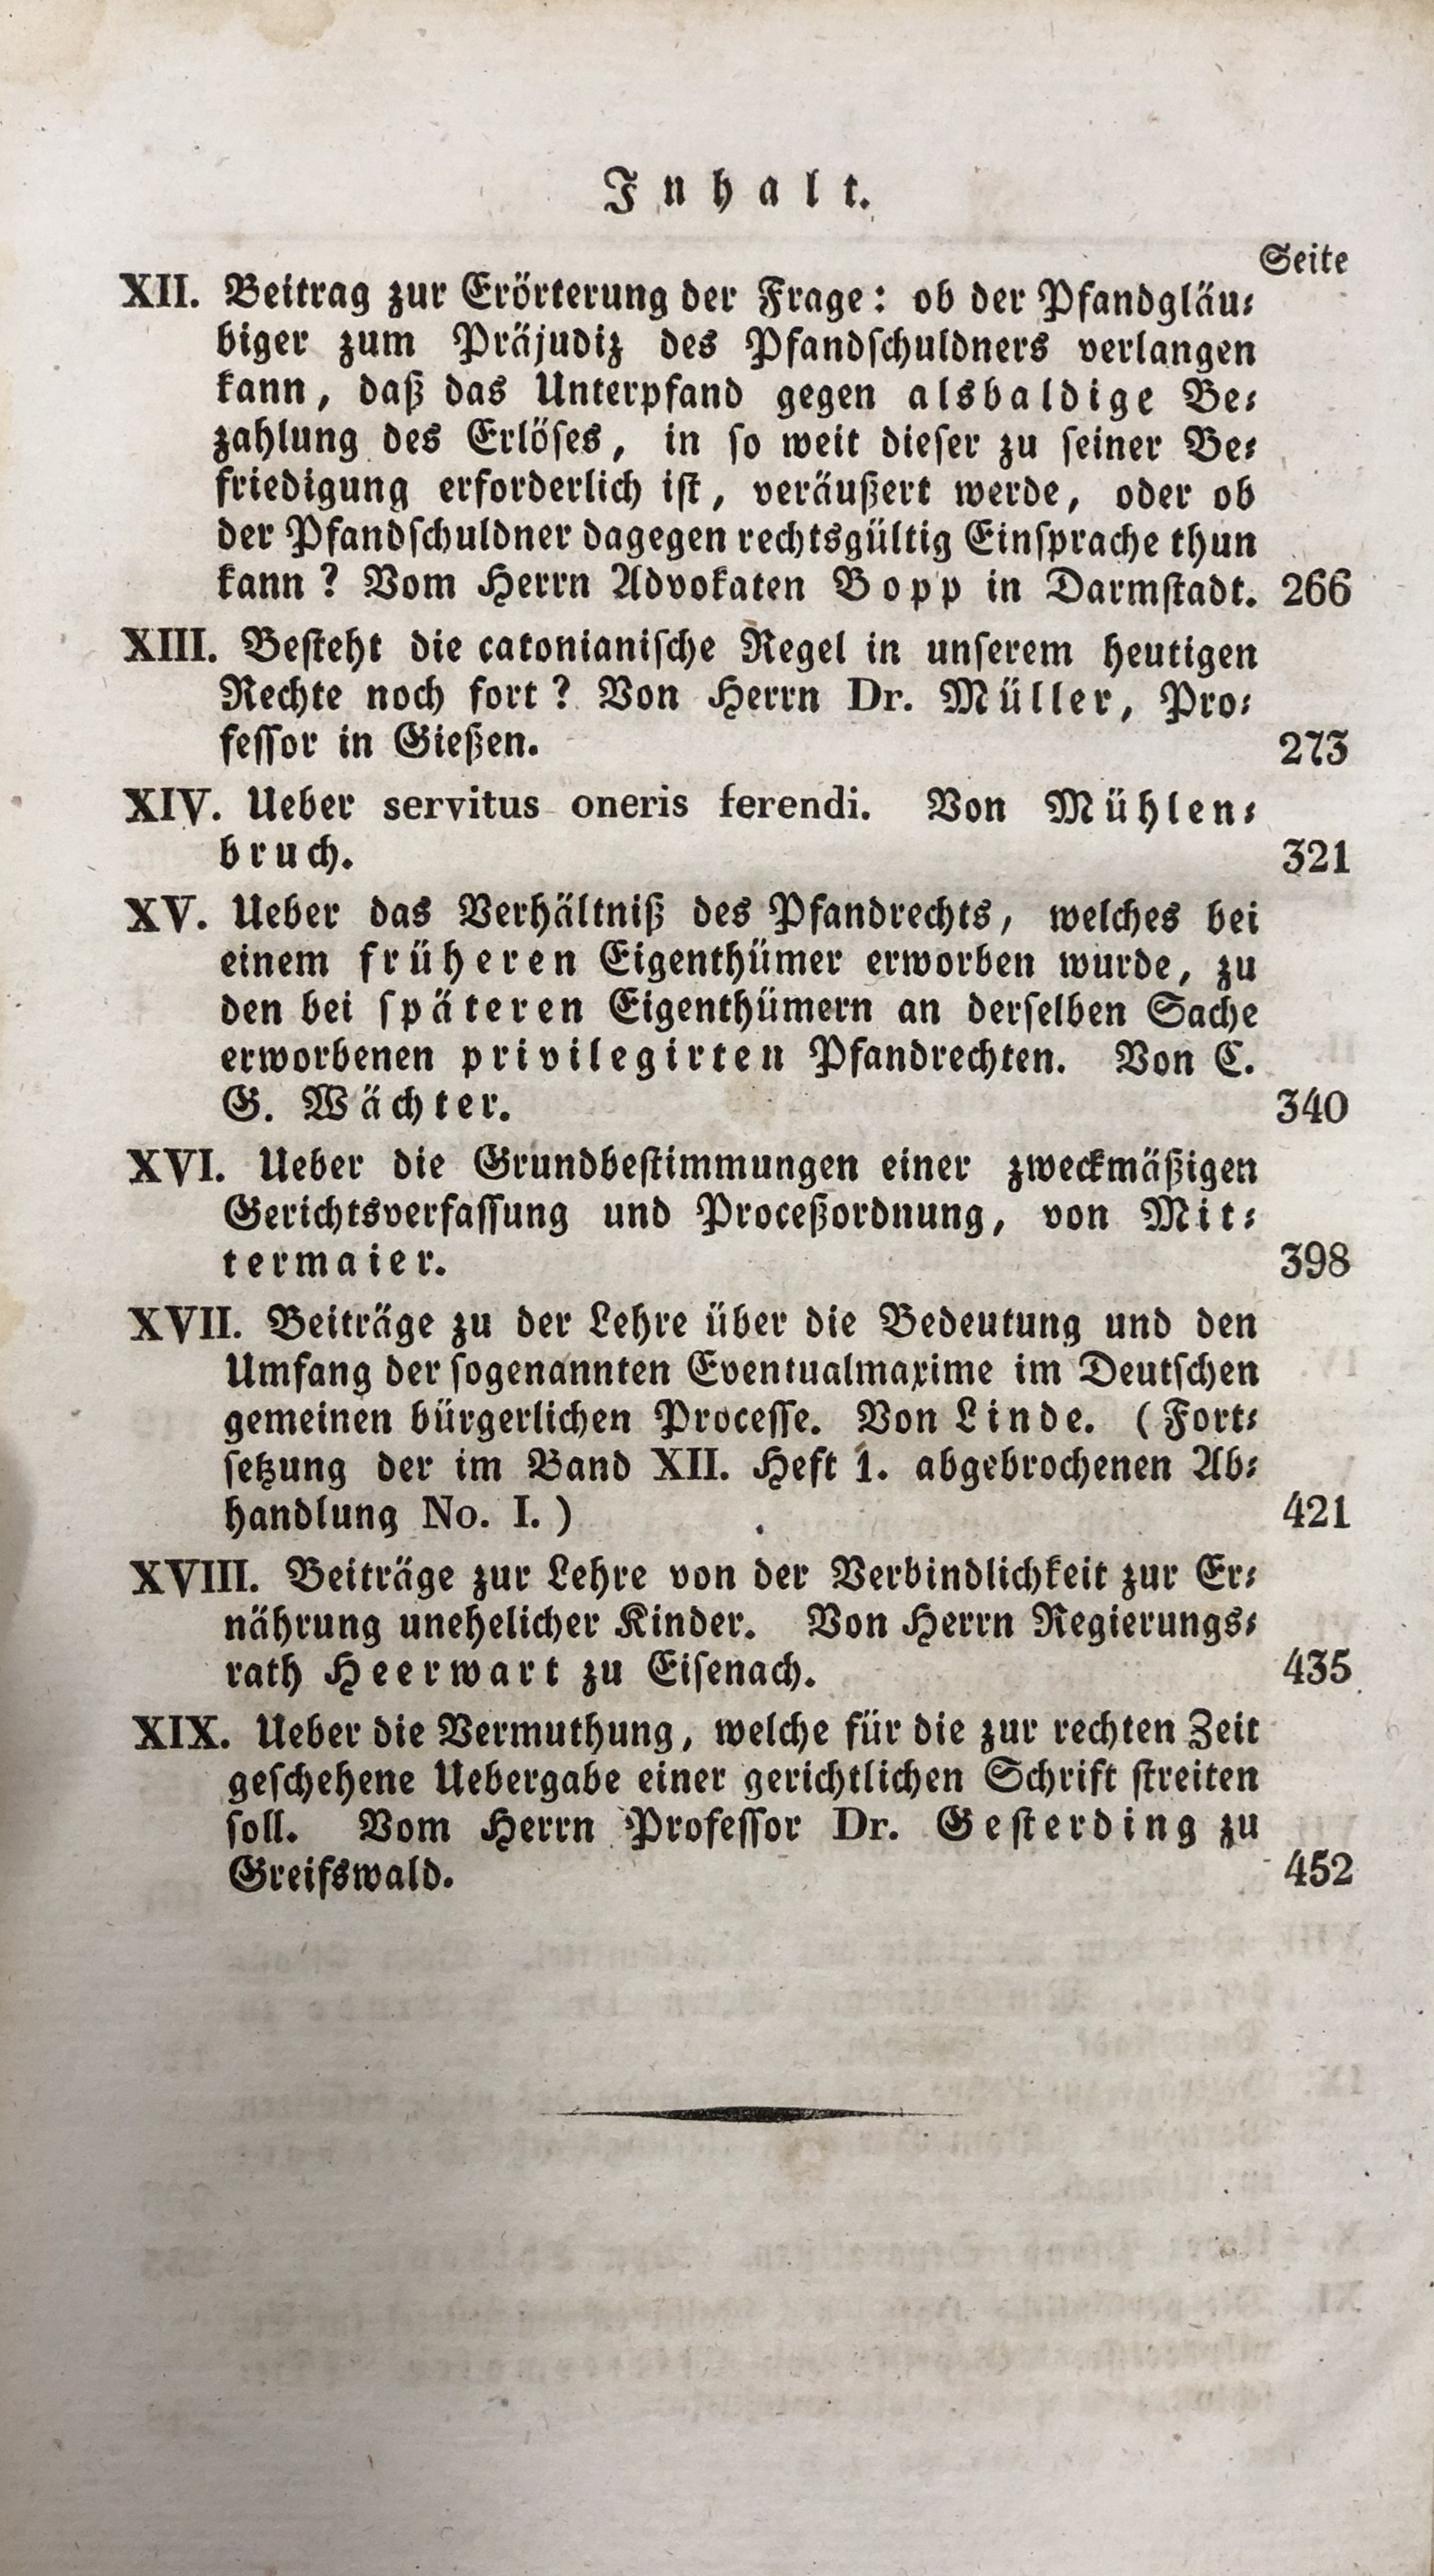 Inhalt.
Seite
XII. Beitrag zur Erörterung der Frage: ob der Pfandgläu-
biger zum Präjudiz des Pfandschuldners verlangen
kann, daß das Unterpfand gegen alsbaldige Be-
zahlung des Erlöses, in so weit dieser zu seiner Be-
friedigung erforderlich ist, veräußert werde, oder ob
der Pfandschuldner dagegen rechtsgültig Einsprache thun
kann? Vom Herrn Advokaten Bopp in Darmstadt. 266
XIII. Besteht die catonianische Regel in unserem heutigen
Rechte noch fort? Von Herrn Dr. Müller, Pro-
fessor in Gießen. 273
XIV. Ueber servitus oneris ferendi. Von Mühlen-
bruch. 321
XV. Ueber das Verhältniß des Pfandrechts, welches bei
einem früheren Eigenthümer erworben wurde, zu
den bei späteren Eigenthümern an derselben Sache
erworbenen privilegirten Pfandrechten. Von C.
G. Wächter. 340
XVI. Ueber die Grundbestimmungen einer zweckmäßigen
Gerichtsverfassung und Proceßordnung, von Mit-
termaier. 398
XVII. Beiträge zu der Lehre über die Bedeutung und den
Umfang der sogenannten Eventualmaxime im Deutschen
gemeinen bürgerlichen Processe. Von Linde. (Fort-
setzung der im Band XII. Heft 1. abgebrochenen Ab-
handlung No. I.) 421
XVIII. Beiträge zur Lehre von der Verbindlichkeit zur Er-
nährung unehelicher Kinder. Von Herrn Regierungs-
rath Heerwart zu Eisenach. 435
XIX. Ueber die Vermuthung, welche für die zur rechten Zeit
geschehene Uebergabe einer gerichtlichen Schrift streiten
soll. Vom Herrn Professor Dr. Gesterding zu
Greifswald. 452